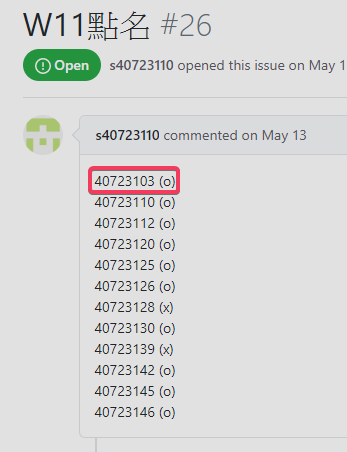 W11點名 #26
Open s40723110 opened this issue on May 1
s40723110 commented on May 13
40723103 (o)
40723110 (o)
40723112 (o)
40723120 (o)
40723125 (o)
40723126 (o)
40723128 (x)
40723130 (o)
40723139 (x)
40723142 (o)
40723145 (o)
40723146 (o)